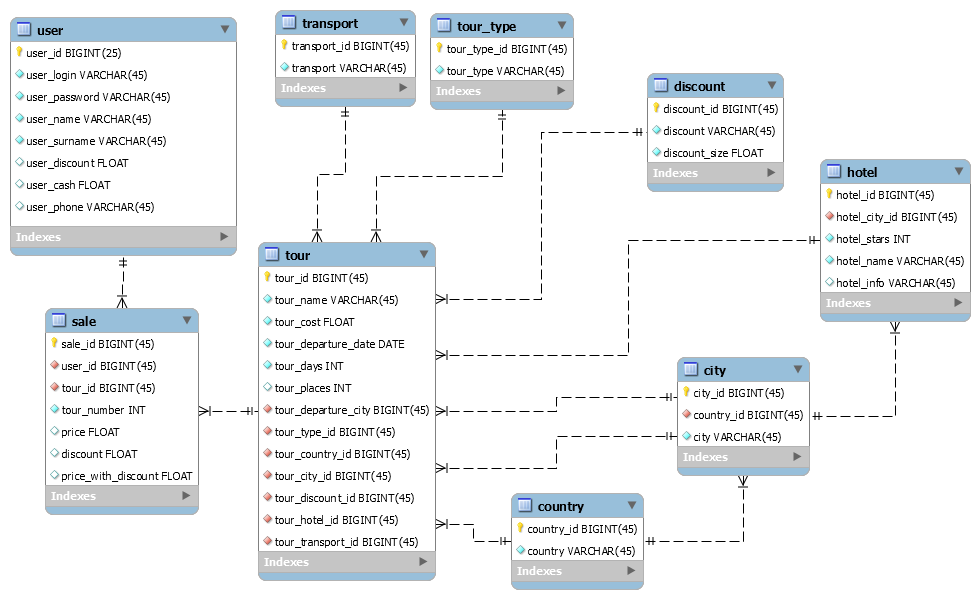 user
user_id BIGINT(25)
user_login VARCHAR(45)
user_password VARCHAR(45)
user_name VARCHAR(45)
user_surname VARCHAR(45)
user_discount FLOAT
user_cash FLOAT
user_phone VARCHAR(45)
Indexes
transport
transport_id BIGINT(45)
transport VARCHAR(45)
Indexes
tour_type
tour_type_id BIGINT(45)
tour_type VARCHAR(45)
Indexes
discount
discount_id BIGINT(45)
discount VARCHAR(45)
discount_size FLOAT
Indexes
hotel
hotel_id BIGINT(45)
hotel_city_id BIGINT(45)
hotel_stars INT
hotel_name VARCHAR(45)
hotel_info VARCHAR(45)
Indexes
sale
sale_id BIGINT(45)
user_id BIGINT(45)
tour_id BIGINT(45)
tour_number INT
price FLOAT
discount FLOAT
price_with_discount FLOAT
Indexes
tour
tour_id BIGINT(45)
tour_name VARCHAR(45)
tour_cost FLOAT
tour_departure_date DATE
tour_days INT
tour_places INT
tour_departure_city BIGINT(45)
tour_type_id BIGINT(45)
tour_country_id BIGINT(45)
tour_city_id BIGINT(45)
tour_discount_id BIGINT(45)
tour_hotel_id BIGINT(45)
tour_transport_id BIGINT(45)
Indexes
city
city_id BIGINT(45)
country_id BIGINT(45)
city VARCHAR(45)
Indexes
country
country_id BIGINT(45)
country VARCHAR(45)
Indexes